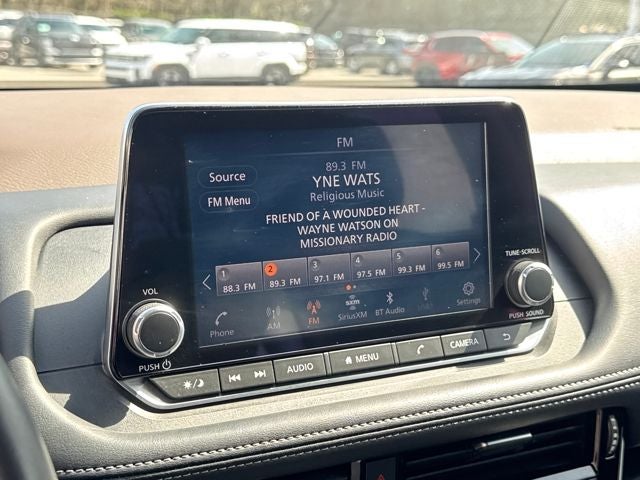 FM
Source
FM Menu
89.3 FM
YNE WATS
Religious Music
FRIEND OF A WOUNDED HEART -
WAYNE WATSON ON
MISSIONARY RADIO
1 2 3 4 5 6
88.3 FM 89.3 FM 97.1 FM 97.5 FM 99.3 FM 99.5 FM
Phone AM FM SiriusXM BT Audio USB Settings
sxm
VOL
PUSH
TUNE·SCROLL
PUSH SOUND
AUDIO MENU CAMERA